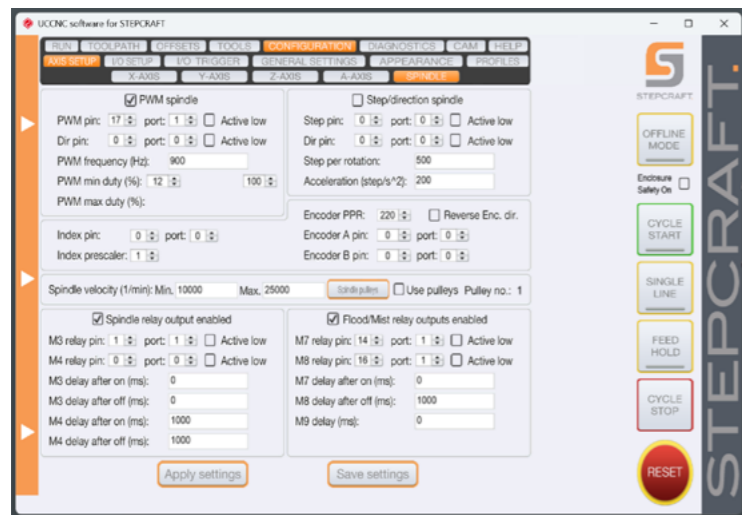 UCCNC software for STEPCRAFT
RUN TOOLPATH OFFSETS TOOLS CONFIGURATION DIAGNOSTICS CAM HELP
AXIS SETUP I/O SETUP I/O TRIGGER GENERAL SETTINGS APPEARANCE PROFILES
X-AXIS Y-AXIS Z-AXIS A-AXIS SPINDLE
PWM spindle
PWM pin: 17 port: 1 Active low
Dir pin: 0 port: 0 Active low
PWM frequency (Hz): 900
PWM min duty (%): 12 100
PWM max duty (%):
Step/direction spindle
Step pin: 0 port: 0 Active low
Dir pin: 0 port: 0 Active low
Step per rotation: 500
Acceleration (step/s^2): 200
Index pin: 0 port: 0
Index prescaler: 1
Encoder PPR: 220 Reverse Enc. dir.
Encoder A pin: 0 port: 0
Encoder B pin: 0 port: 0
Spindle velocity (1/min): Min. 10000 Max. 25000 Spindle pulleys Use pulleys Pulley no.: 1
Spindle relay output enabled
M3 relay pin: 1 port: 1 Active low
M4 relay pin: 0 port: 0 Active low
M3 delay after on (ms): 0
M3 delay after off (ms): 0
M4 delay after on (ms): 1000
M4 delay after off (ms): 1000
Flood/Mist relay outputs enabled
M7 relay pin: 14 port: 1 Active low
M8 relay pin: 16 port: 1 Active low
M7 delay after on (ms): 0
M8 delay after off (ms): 1000
M9 delay (ms): 0
Apply settings
Save settings
STEPCRAFT
OFFLINE
MODE
Enclosure
Safety On
CYCLE
START
SINGLE
LINE
FEED
HOLD
CYCLE
STOP
RESET
STEPCRAFT.